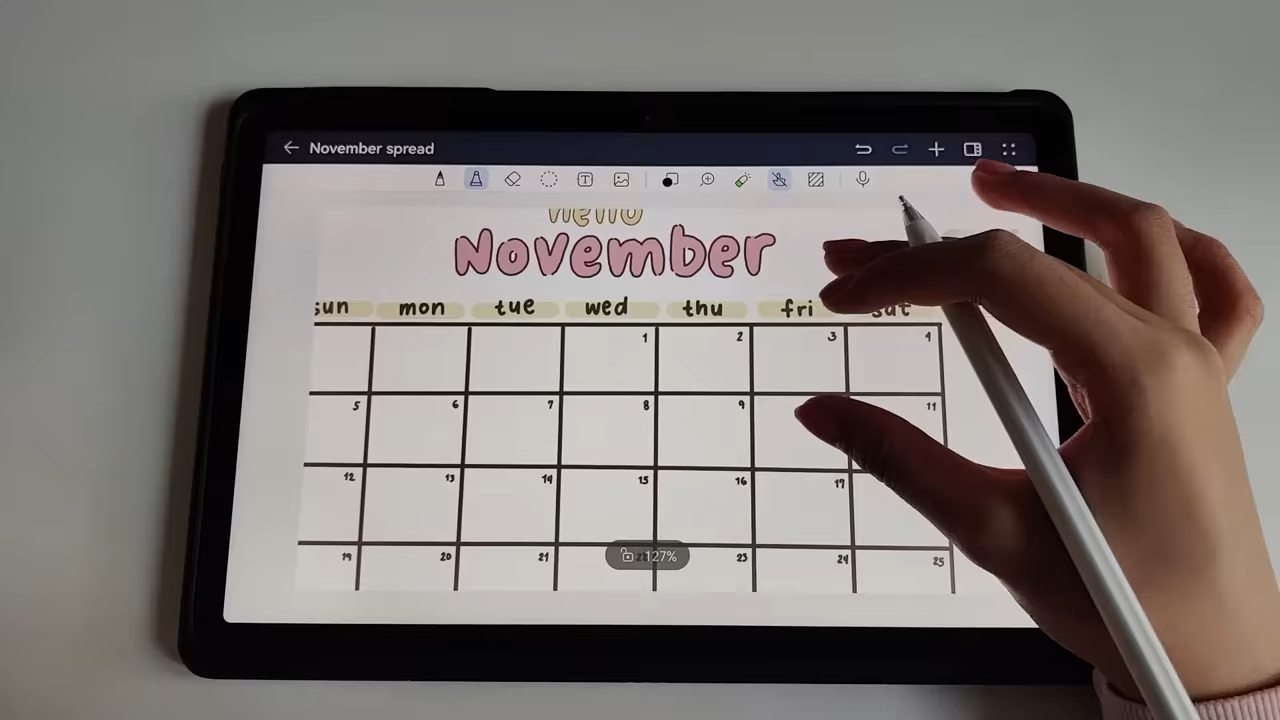 November spread
hello
November
sun mon tue wed thu fri sat
1 2 3 4
5 6 7 8 9 11
12 13 14 15 16 17
127%
19 20 21 23 24 25